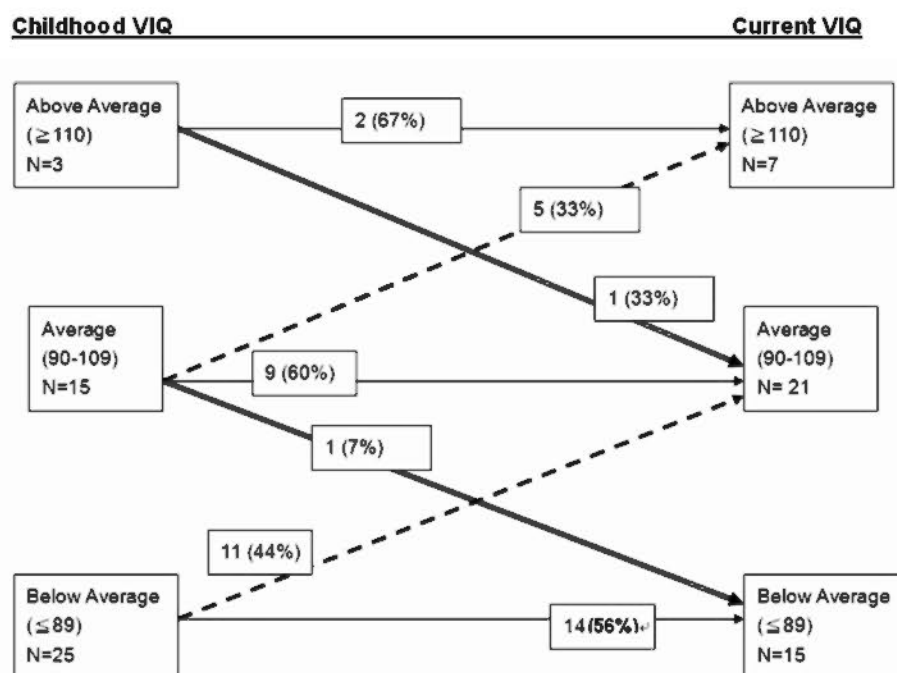 Childhood VIQ Current VIQ
Above Average
(≧110)
N=3
2 (67%)
Above Average
(≧110)
N=7
5 (33%)
1 (33%)
Average
(90-109)
N=15
9 (60%)
Average
(90-109)
N= 21
1 (7%)
11 (44%)
Below Average
(≦89)
N=25
14(56%)↵
Below Average
(≦89)
N=15